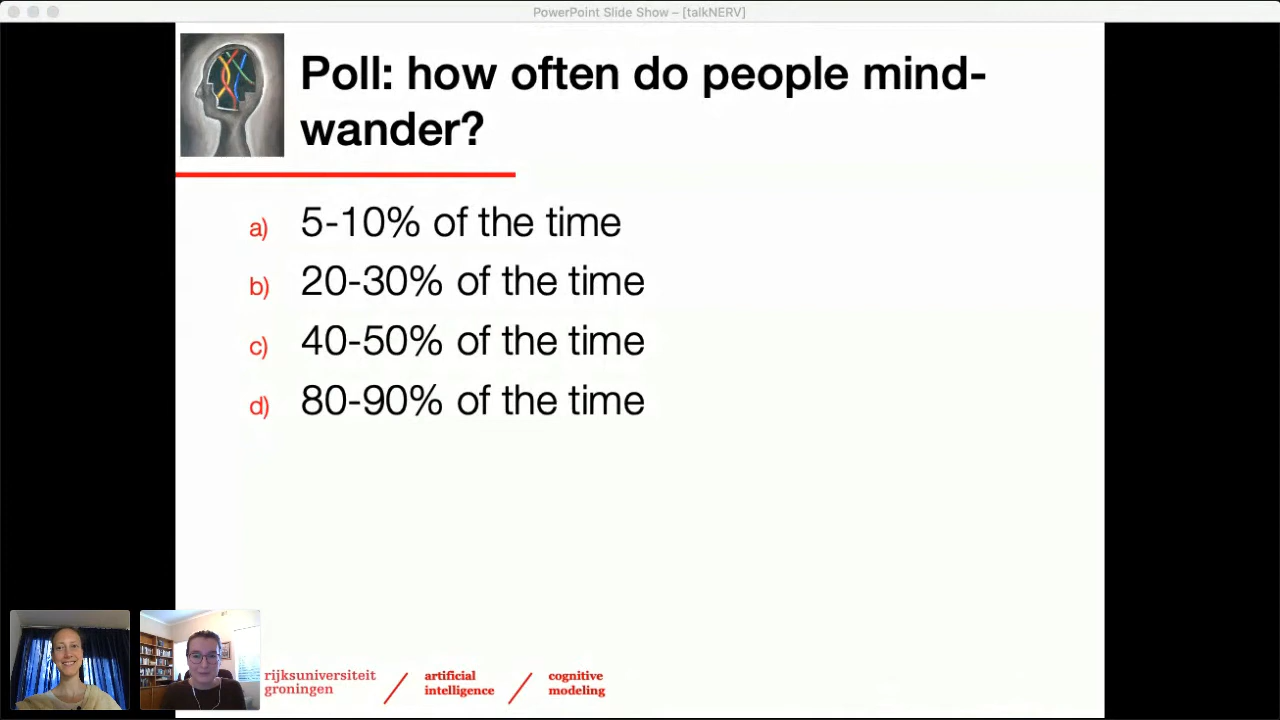 PowerPoint Slide Show – [talkNERV]
Poll: how often do people mind-
wander?
a) 5-10% of the time
b) 20-30% of the time
c) 40-50% of the time
d) 80-90% of the time
rijksuniversiteit
groningen
artificial
intelligence
cognitive
modeling